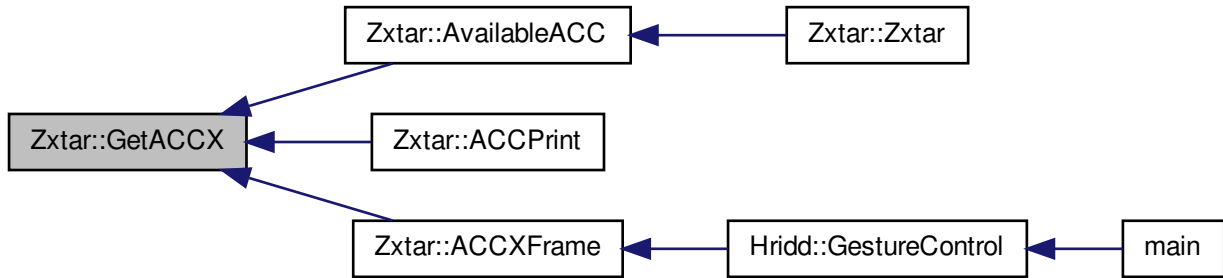 Zxtar::AvailableACC
Zxtar::Zxtar
Zxtar::GetACCX
Zxtar::ACCPrint
Zxtar::ACCXFrame
Hridd::GestureControl
main